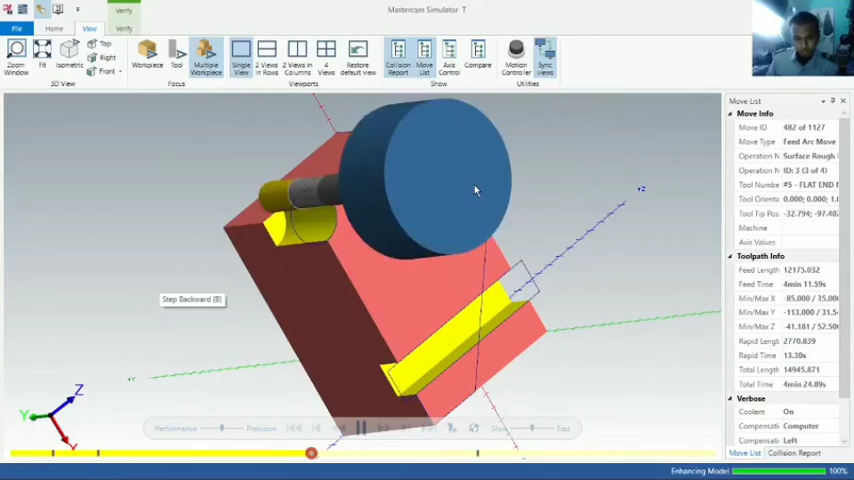 Verify
Mastercam Simulator T
File Home View Verify
Zoom Window
Fit
Isometric
Top
Right
Front
3D View
Workpiece
Tool
Multiple Workpiece
Focus
Single View
2 Views in Rows
2 Views in Columns
4 Views
Restore default view
Viewports
Collision Report
Move List
Axis Control
Compare
Show
Motion Controller
Sync views
Utilities
Move List
Move Info
Move ID 482 of 1127
Move Type Feed Arc Move
Operation N Surface Rough
Operation N ID: 3 (3 of 4)
Tool Number #5 - FLAT END
Tool Orienta 0.000; 0.000; 1.0
Tool Tip Pos -32.794; -97.40
Machine
Axis Values
Toolpath Info
Feed Length 12175.032
Feed Time 4min 11.59s
Min/Max X -85.000 / 35.00
Min/Max Y -113.000 / 31.5
Min/Max Z -41.181 / 52.50
Rapid Length 2770.839
Rapid Time 13.30s
Total Length 14945.871
Total Time 4min 24.89s
Verbose
Coolant On
Compensati Computer
Compensati Left
Step Backward (B)
+Z
+Y
Z
Y
Performance Precision
Slow Fast
Move List Collision Report
Enhancing Model 100%